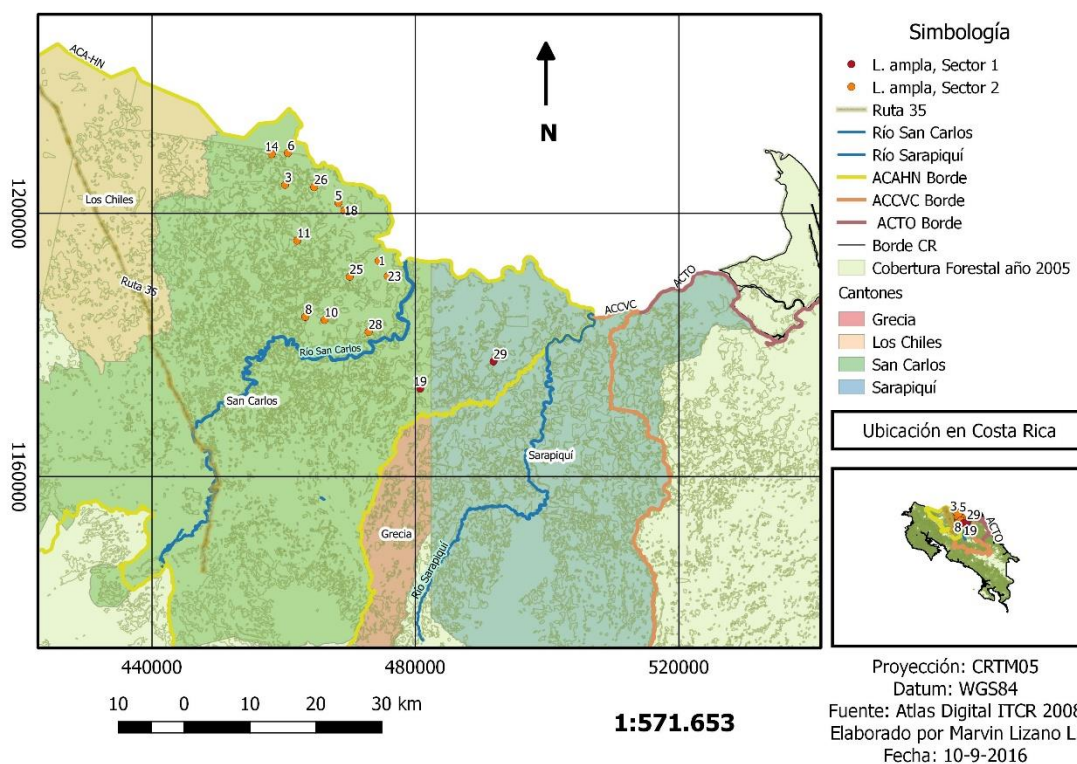 ACA-HN
14
6
3
26
5
18
11
1
25
23
8
10
28
29
19
Los Chiles
Ruta 35
Río San Carlos
San Carlos
Sarapiquí
Grecia
Río Sarapiquí
ACCVC
ACTO
N
1200000
1160000
440000
480000
520000
10 0 10 20 30 km
1:571.653
Simbología
L. ampla, Sector 1
L. ampla, Sector 2
Ruta 35
Río San Carlos
Río Sarapiquí
ACAHN Borde
ACCVC Borde
ACTO Borde
Borde CR
Cobertura Forestal año 2005
Cantones
Grecia
Los Chiles
San Carlos
Sarapiquí
Ubicación en Costa Rica
3
5
29
8
19
ACTO
Proyección: CRTM05
Datum: WGS84
Fuente: Atlas Digital ITCR 2008
Elaborado por Marvin Lizano L
Fecha: 10-9-2016